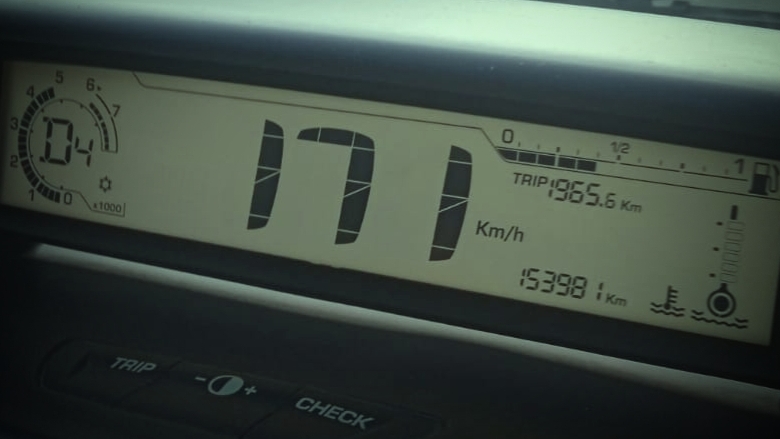 5 6
4 7
3 D4
2
1 0 x1000
171 Km/h
0 1/2 1
TRIP 1965.6 Km
153981 Km
TRIP - + CHECK